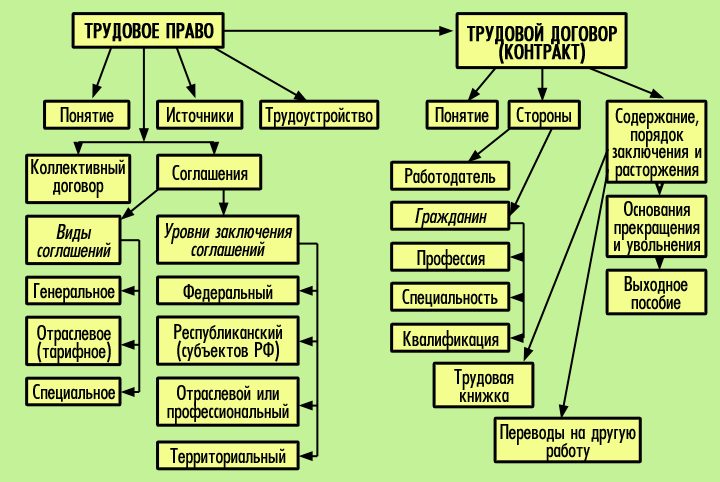 ТРУДОВОЕ ПРАВО
ТРУДОВОЙ ДОГОВОР
(КОНТРАКТ)
Понятие
Источники
Трудоустройство
Коллективный
договор
Соглашения
Виды
соглашений
Уровни заключения
соглашений
Генеральное
Отраслевое
(тарифное)
Специальное
Федеральный
Республиканский
(субъектов РФ)
Отраслевой или
профессиональный
Территориальный
Понятие
Стороны
Содержание,
порядок
заключения и
расторжения
Работодатель
Гражданин
Профессия
Специальность
Квалификация
Основания
прекращения
и увольнения
Выходное
пособие
Трудовая
книжка
Переводы на другую
работу